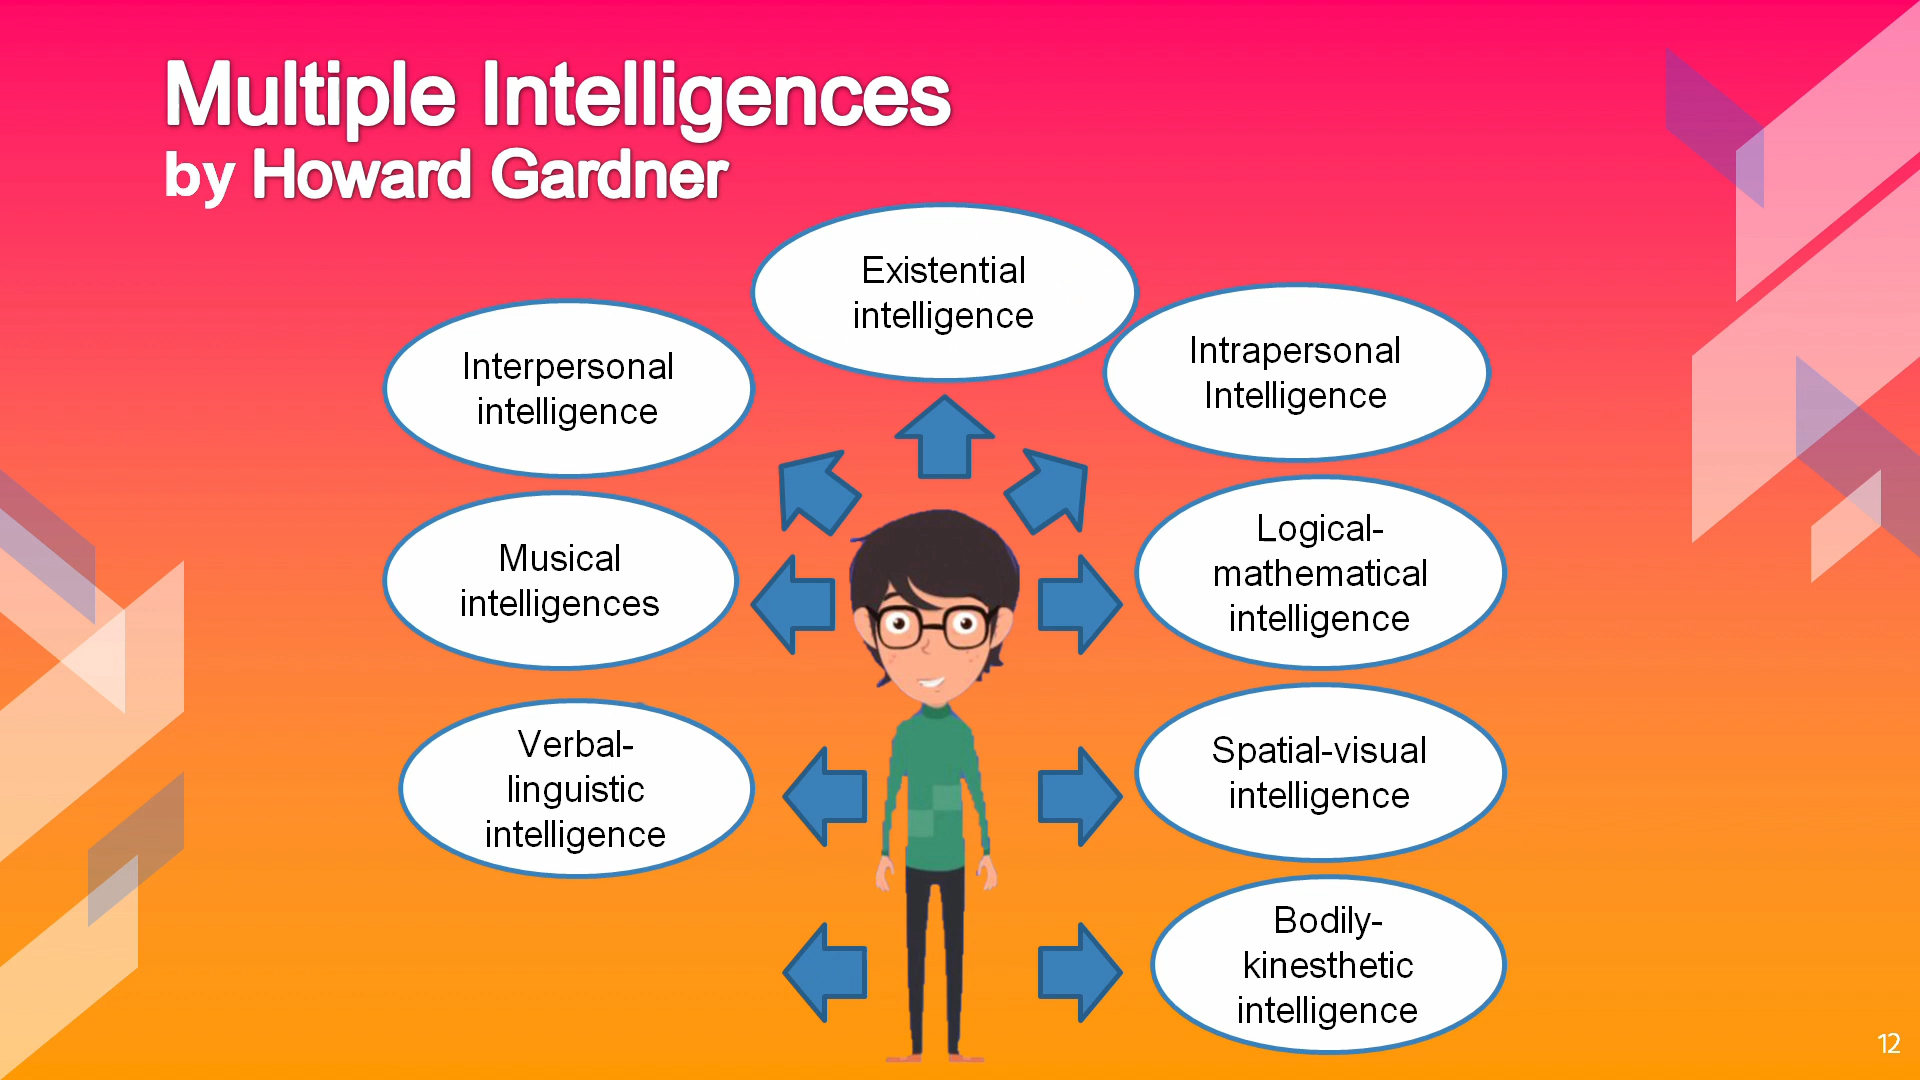 Multiple Intelligences
by Howard Gardner
Existential
intelligence
Interpersonal
intelligence
Intrapersonal
Intelligence
Musical
intelligences
Logical-
mathematical
intelligence
Verbal-
linguistic
intelligence
Spatial-visual
intelligence
Bodily-
kinesthetic
intelligence
12